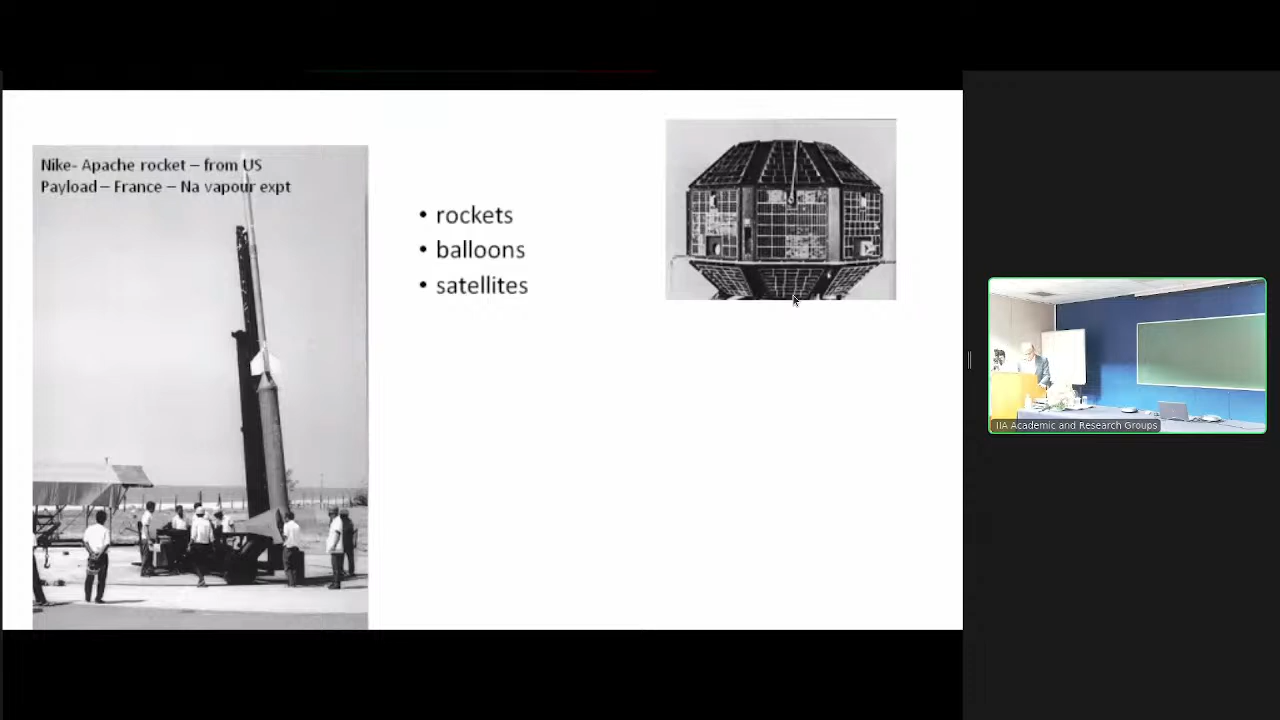 Nike- Apache rocket – from US
Payload – France – Na vapour expt
• rockets
• balloons
• satellites
IIA Academic and Research Groups